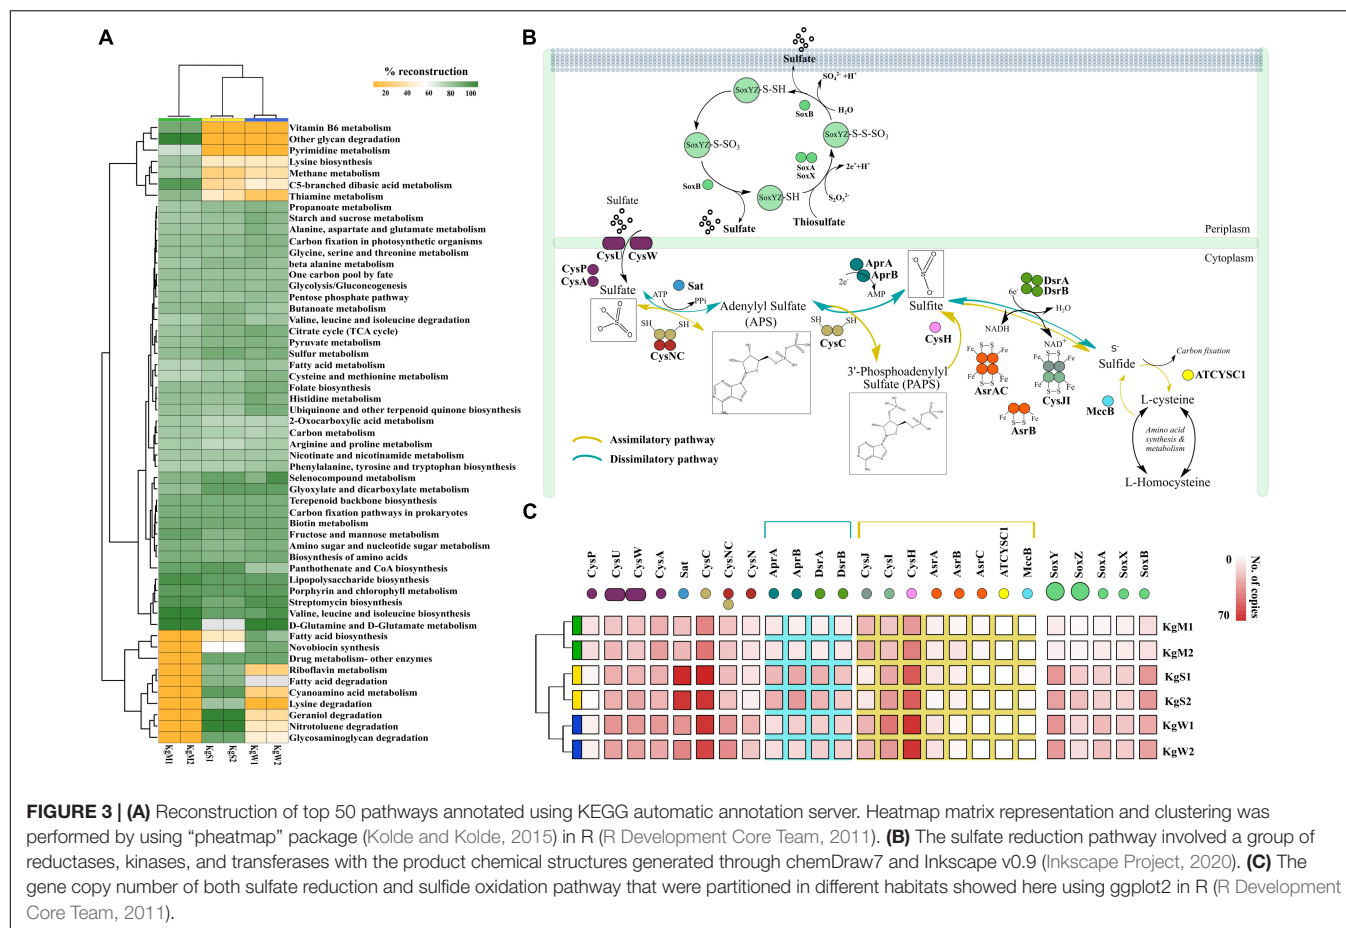 A
% reconstruction
20 40 60 80 100
Vitamin B6 metabolism
Other glycan degradation
Pyrimidine metabolism
Lysine biosynthesis
Methane metabolism
C5-branched dibasic acid metabolism
Thiamine metabolism
Propanoate metabolism
Starch and sucrose metabolism
Alanine, aspartate and glutamate metabolism
Carbon fixation in photosynthetic organisms
Glycine, serine and threonine metabolism
beta alanine metabolism
One carbon pool by fate
Glycolysis/Gluconeogenesis
Pentose phosphate pathway
Butanoate metabolism
Valine, leucine and isoleucine degradation
Citrate cycle (TCA cycle)
Pyruvate metabolism
Sulfur metabolism
Fatty acid metabolism
Cysteine and methionine metabolism
Folate biosynthesis
Histidine metabolism
Ubiquinone and other terpenoid quinone biosynthesis
2-Oxocarboxylic acid metabolism
Carbon metabolism
Arginine and proline metabolism
Nicotinate and nicotinamide metabolism
Phenylalanine, tyrosine and tryptophan biosynthesis
Selenocompound metabolism
Glyoxylate and dicarboxylate metabolism
Terepenoid backbone biosynthesis
Carbon fixation pathways in prokaryotes
Biotin metabolism
Fructose and mannose metabolism
Amino sugar and nucleotide sugar metabolism
Biosynthesis of amino acids
Panthothenate and CoA biosynthesis
Lipopolysaccharide biosynthesis
Porphyrin and chlorophyll metabolism
Streptomycin biosynthesis
Valine, leucine and isoleucine biosynthesis
D-Glutamine and D-Glutamate metabolism
Fatty acid biosynthesis
Novobiocin synthesis
Drug metabolism- other enzymes
Riboflavin metabolism
Fatty acid degradation
Cyanoamino acid metabolism
Lysine degradation
Geraniol degradation
Nitrotoluene degradation
Glycosaminoglycan degradation
KgM1 KgM2 KgS1 KgS2 KgW1 KgW2
B
Sulfate
SO₄²⁻ +H⁺
SoxYZ-S-SH
SoxB
H₂O
SoxYZ-S-SO₃
SoxYZ-S-S-SO₃
SoxA
SoxX
2e⁻+H⁺
SoxB
SoxYZ-SH
S₂O₃²⁻
Sulfate
Sulfate
Thiosulfate
Periplasm
Cytoplasm
CysU CysW
CysP
CysA
Sulfate
ATP
PPi
Sat
Adenylyl Sulfate
(APS)
SH SH
CysNC
AprA
AprB
2e⁻
AMP
SH SH
CysC
Sulfite
CysH
3'-Phosphoadenylyl
Sulfate (PAPS)
DsrA
DsrB
6e⁻
H₂O
NADH
NAD⁺
Fe S S Fe
AsrAC
CysJI
AsrB
S⁻
Sulfide
Carbon fixation
ATCYSC1
L-cysteine
MccB
Amino acid
synthesis &
metabolism
L-Homocysteine
Assimilatory pathway
Dissimilatory pathway
C
CysP CysU CysW CysA Sat CysC CysNC CysN AprA AprB DsrA DsrB CysJ CysI CysH AsrA AsrB AsrC ATCYSC1 MccB SoxY SoxZ SoxA SoxX SoxB
0
70
No. of
copies
KgM1
KgM2
KgS1
KgS2
KgW1
KgW2
FIGURE 3 | (A) Reconstruction of top 50 pathways annotated using KEGG automatic annotation server. Heatmap matrix representation and clustering was
performed by using “pheatmap” package (Kolde and Kolde, 2015) in R (R Development Core Team, 2011). (B) The sulfate reduction pathway involved a group of
reductases, kinases, and transferases with the product chemical structures generated through chemDraw7 and Inkscape v0.9 (Inkscape Project, 2020). (C) The
gene copy number of both sulfate reduction and sulfide oxidation pathway that were partitioned in different habitats showed here using ggplot2 in R (R Development
Core Team, 2011).